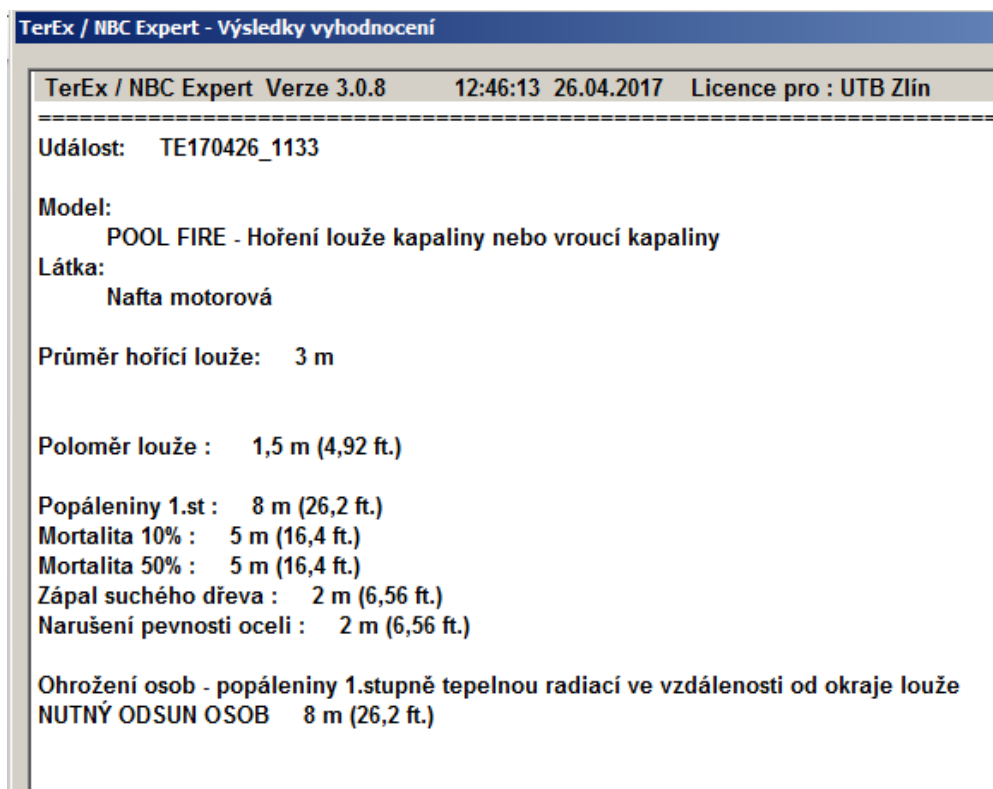 TerEx / NBC Expert - Výsledky vyhodnocení
TerEx / NBC Expert Verze 3.0.8 12:46:13 26.04.2017 Licence pro : UTB Zlín
======================================================================
Událost: TE170426_1133
Model:
POOL FIRE - Hoření louže kapaliny nebo vroucí kapaliny
Látka:
Nafta motorová
Průměr hořící louže: 3 m
Poloměr louže : 1,5 m (4,92 ft.)
Popáleniny 1.st : 8 m (26,2 ft.)
Mortalita 10% : 5 m (16,4 ft.)
Mortalita 50% : 5 m (16,4 ft.)
Zápal suchého dřeva : 2 m (6,56 ft.)
Narušení pevnosti oceli : 2 m (6,56 ft.)
Ohrožení osob - popáleniny 1.stupně tepelnou radiací ve vzdálenosti od okraje louže
NUTNÝ ODSUN OSOB 8 m (26,2 ft.)